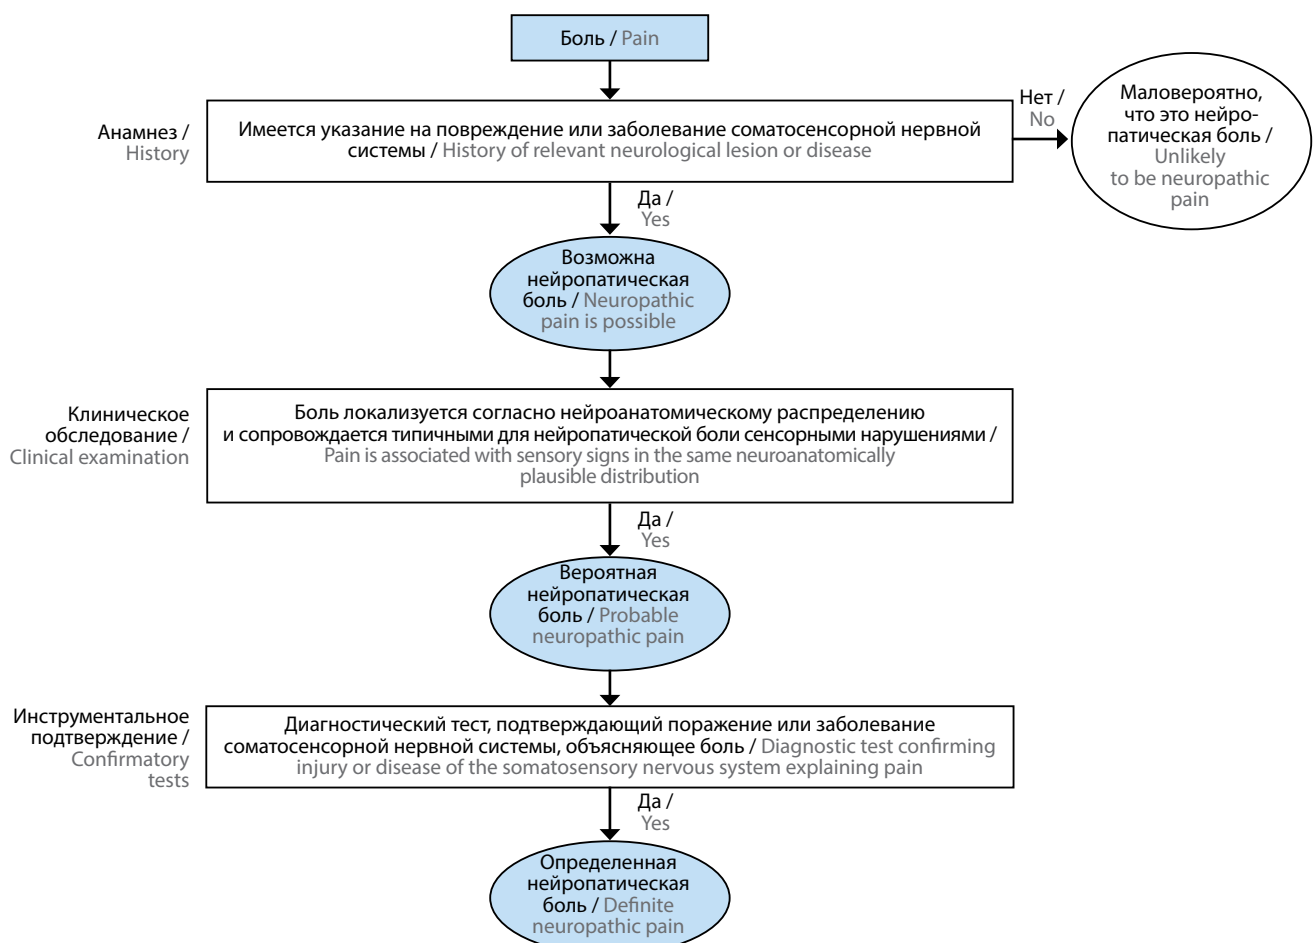 Боль / Pain
Анамнез /
History
Имеется указание на повреждение или заболевание соматосенсорной нервной
системы / History of relevant neurological lesion or disease
Нет /
No
Маловероятно,
что это нейро-
патическая боль /
Unlikely
to be neuropathic
pain
Да /
Yes
Возможна
нейропатическая
боль / Neuropathic
pain is possible
Клиническое
обследование /
Clinical examination
Боль локализуется согласно нейроанатомическому распределению
и сопровождается типичными для нейропатической боли сенсорными нарушениями /
Pain is associated with sensory signs in the same neuroanatomically
plausible distribution
Да /
Yes
Вероятная
нейропатическая
боль / Probable
neuropathic pain
Инструментальное
подтверждение /
Confirmatory
tests
Диагностический тест, подтверждающий поражение или заболевание
соматосенсорной нервной системы, объясняющее боль / Diagnostic test confirming
injury or disease of the somatosensory nervous system explaining pain
Да /
Yes
Определенная
нейропатическая
боль / Definite
neuropathic pain